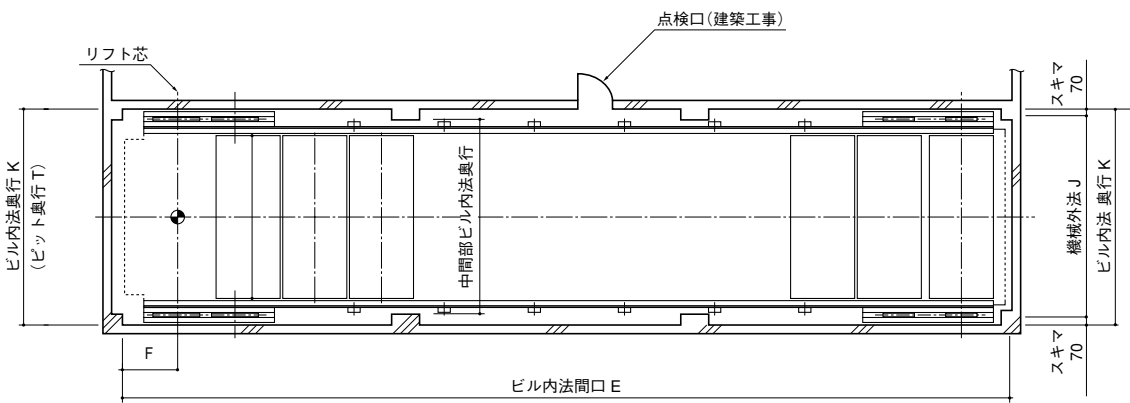 点検口(建築工事)
リフト芯
スキマ
70
ビル内法奥行 K
(ピット奥行 T)
中間部ビル内法奥行
機械外法 J
ビル内法 奥行 K
スキマ
70
F
ビル内法間口 E